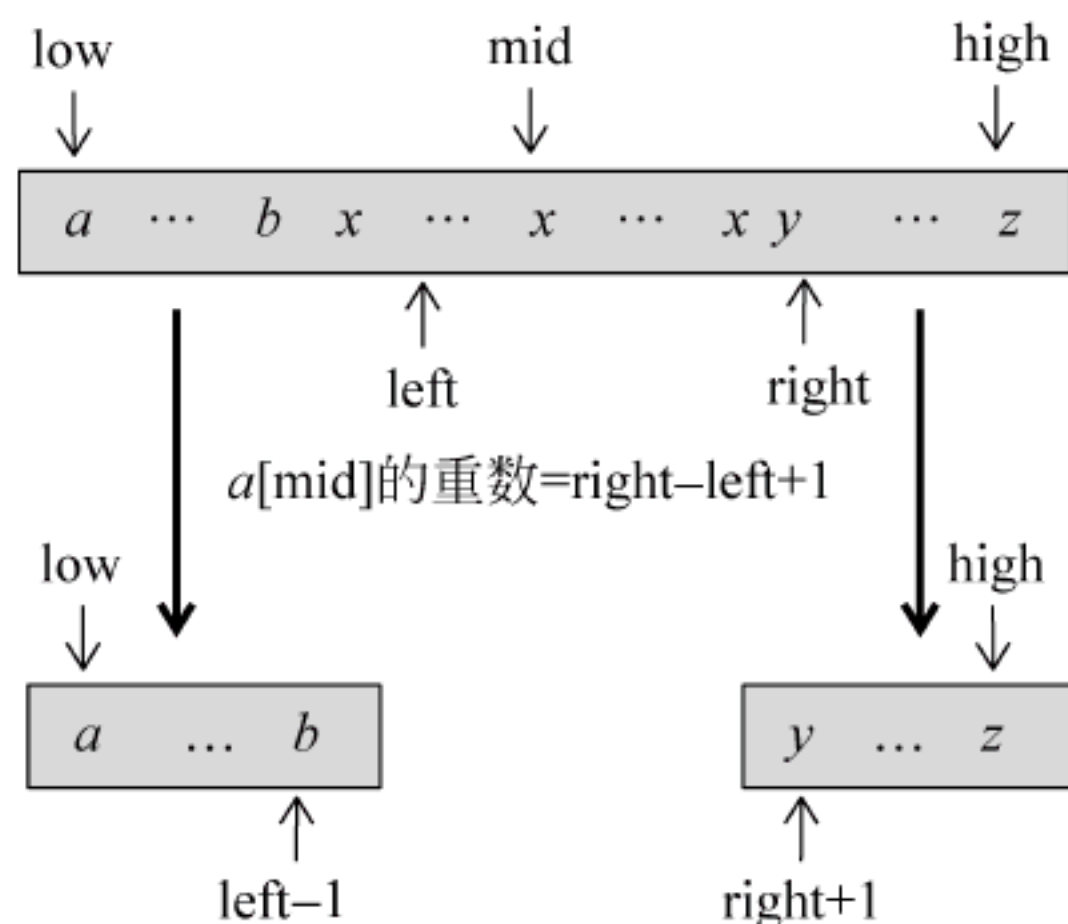 low mid high
a … b x … x … x y … z
left right
a[mid]的重数=right–left+1
low high
a … b y … z
left–1 right+1